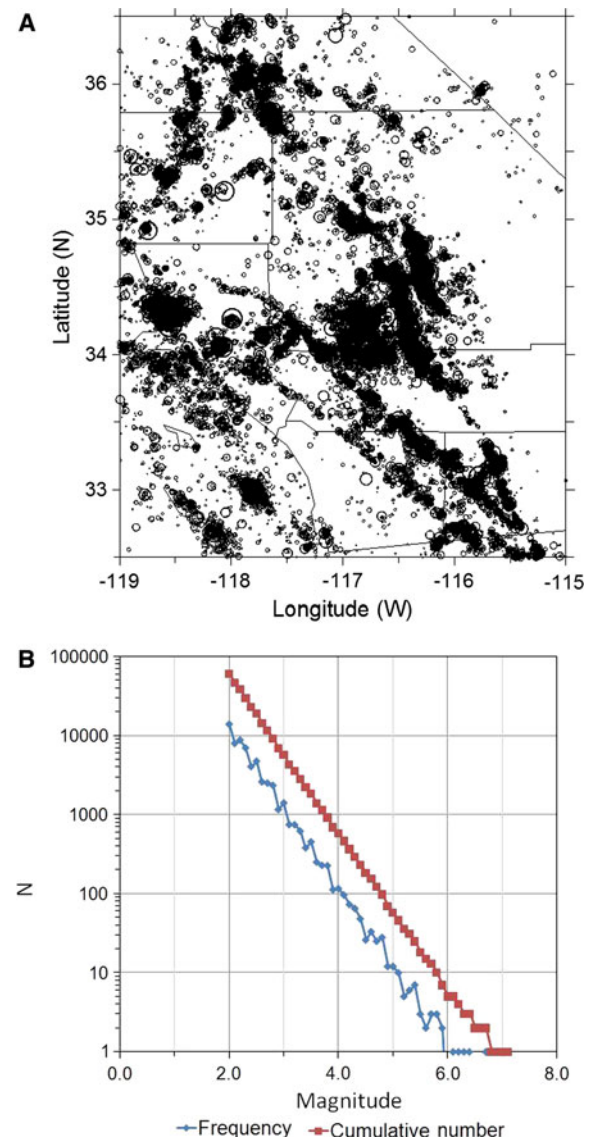 A
36
35
34
33
Latitude (N)
-119 -118 -117 -116 -115
Longitude (W)
B
100000
10000
1000
100
10
1
N
0.0 2.0 4.0 6.0 8.0
Magnitude
Frequency Cumulative number